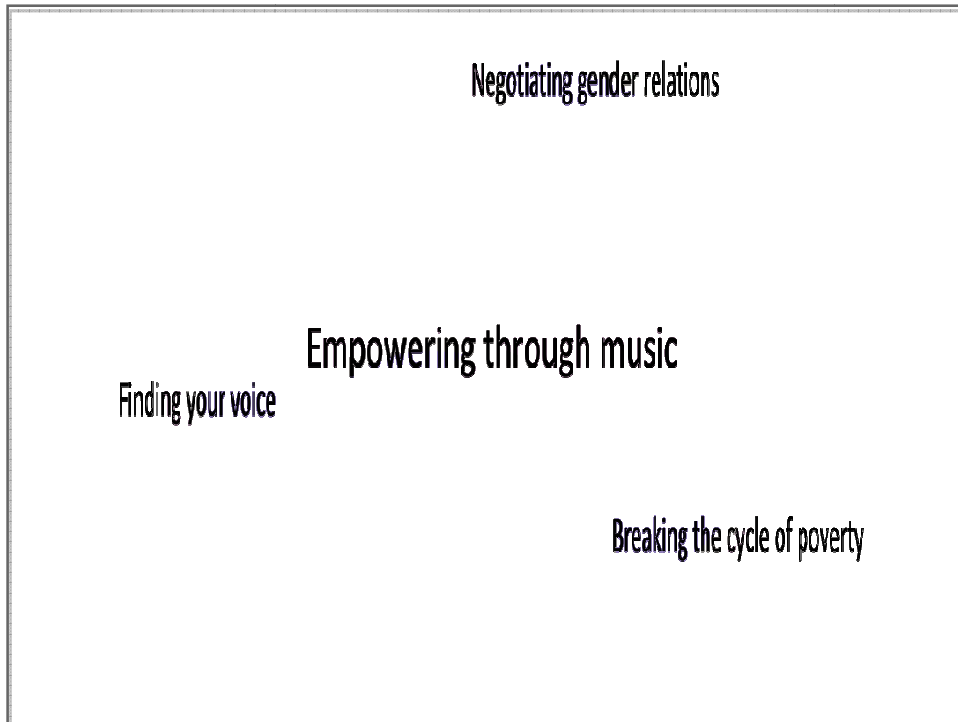 Negotiating gender relations
Empowering through music
Finding your voice
Breaking the cycle of poverty